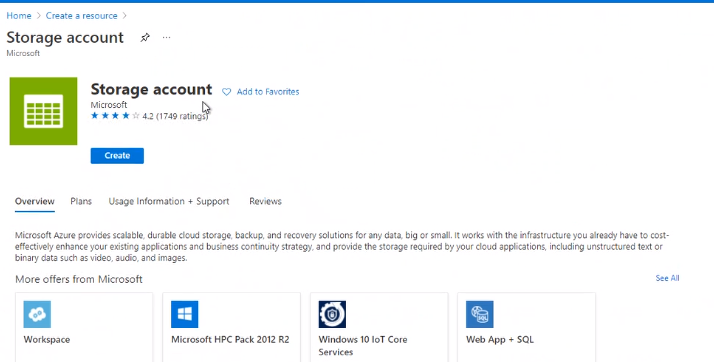 Home > Create a resource >
Storage account
...
Microsoft
Storage account
Add to Favorites
Microsoft
4.2 (1749 ratings)
Create
Overview Plans Usage Information + Support Reviews
Microsoft Azure provides scalable, durable cloud storage, backup, and recovery solutions for any data, big or small. It works with the infrastructure you already have to cost-
effectively enhance your existing applications and business continuity strategy, and provide the storage required by your cloud applications, including unstructured text or
binary data such as video, audio, and images.
More offers from Microsoft
See All
Workspace
Microsoft HPC Pack 2012 R2
Windows 10 IoT Core
Services
SQL
Web App + SQL